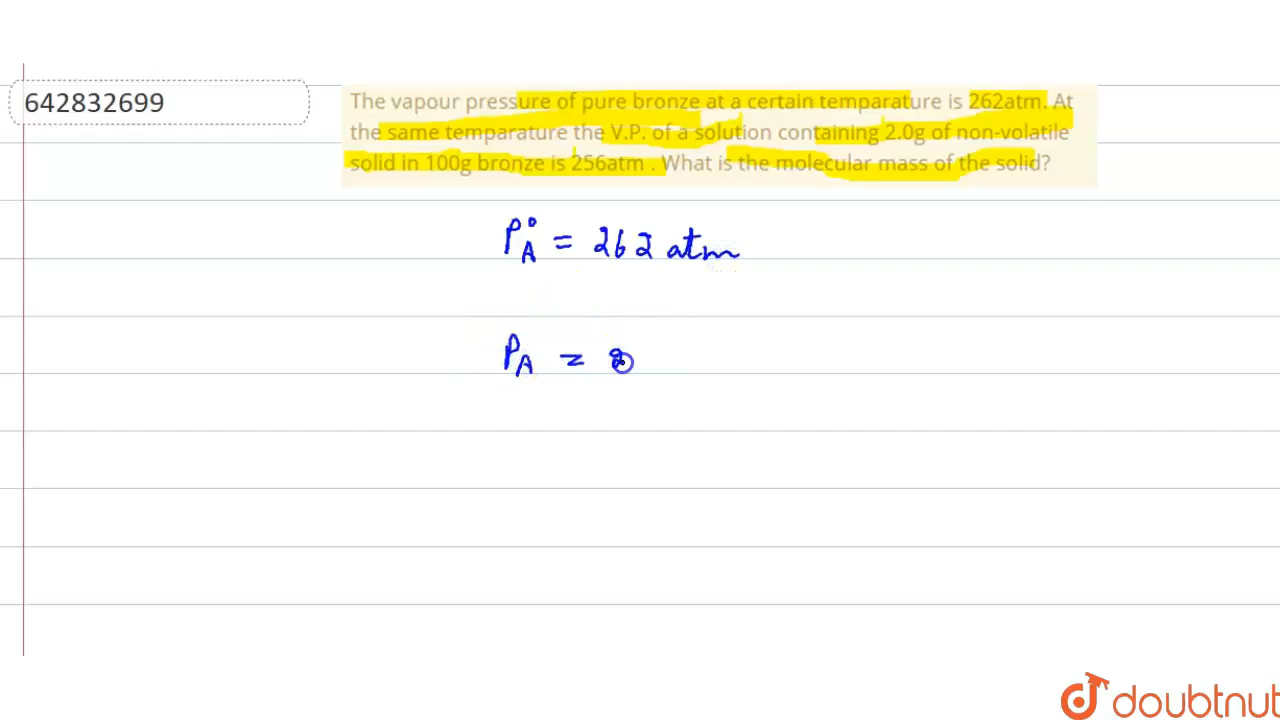 642832699
The vapour pressure of pure bronze at a certain temparature is 262atm. At
the same temparature the V.P. of a solution containing 2.0g of non-volatile
solid in 100g bronze is 256atm . What is the molecular mass of the solid?
P°A = 262 atm
PA =
doubtnut